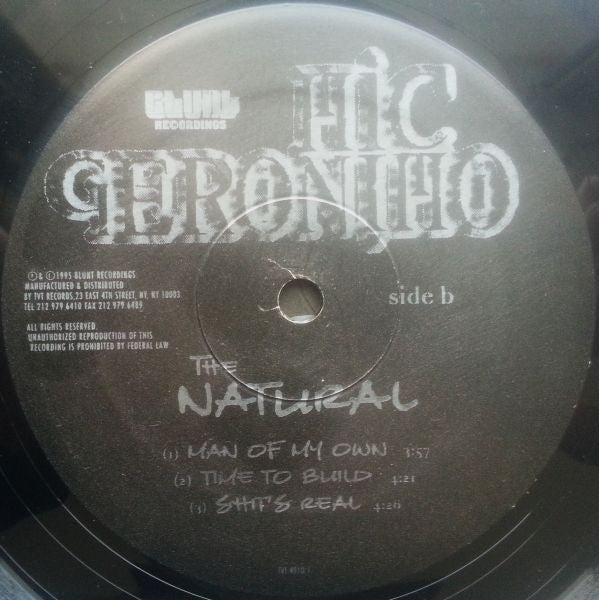 BLUNT
RECORDINGS
MIC
GERONIMO
℗ & © 1995 BLUNT RECORDINGS
MANUFACTURED & DISTRIBUTED
BY TVT RECORDS, 23 EAST 4TH STREET, NY, NY 10003
TEL 212 979 6410 FAX 212 979 6489
ALL RIGHTS RESERVED
UNAUTHORIZED REPRODUCTION OF THIS
RECORDING IS PROHIBITED BY FEDERAL LAW
side b
THE
NATURAL
(1) MAN OF MY OWN 3:57
(2) TIME TO BUILD 4:21
(3) SHIT'S REAL 4:26